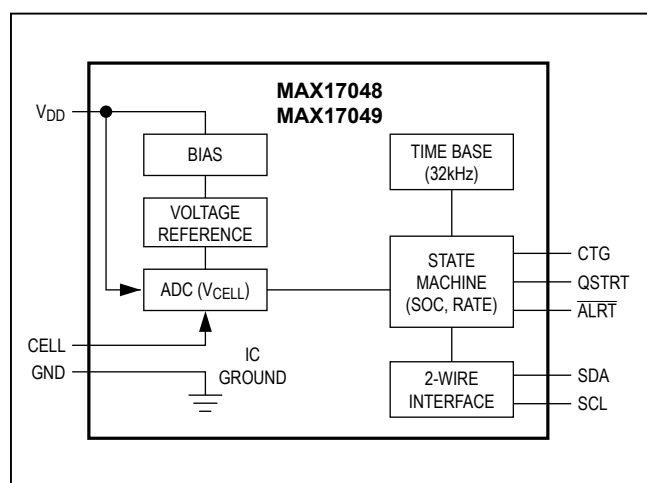 MAX17048
MAX17049
VDD
BIAS
TIME BASE
(32kHz)
VOLTAGE
REFERENCE
ADC (VCELL)
STATE
MACHINE
(SOC, RATE)
CTG
QSTRT
ALRT
CELL
GND
IC
GROUND
2-WIRE
INTERFACE
SDA
SCL